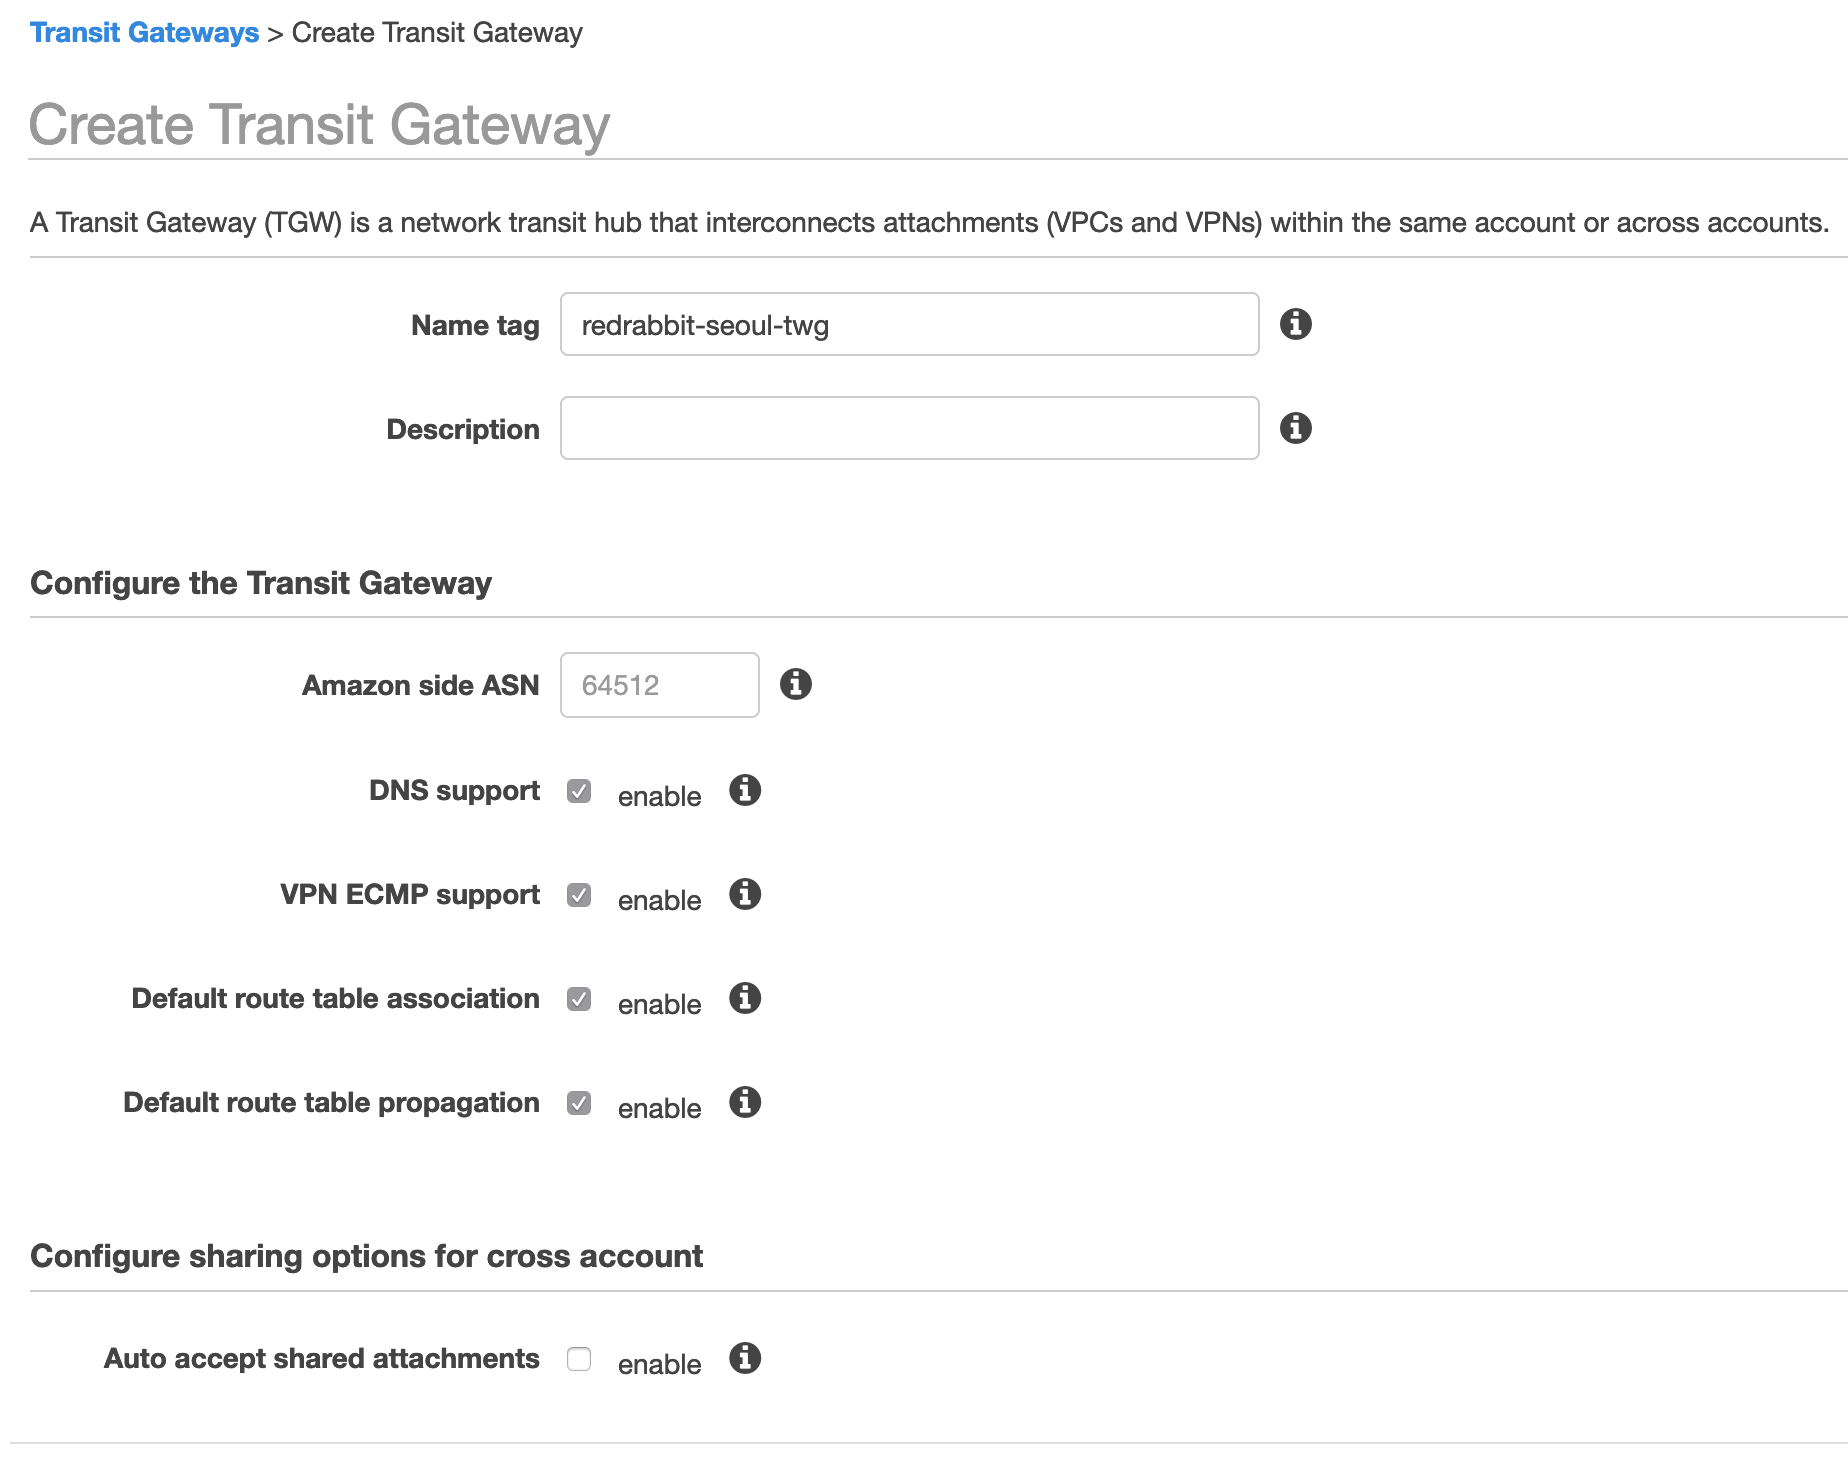 Transit Gateways > Create Transit Gateway
Create Transit Gateway
A Transit Gateway (TGW) is a network transit hub that interconnects attachments (VPCs and VPNs) within the same account or across accounts.
Name tag redrabbit-seoul-twg
Description
Configure the Transit Gateway
Amazon side ASN 64512
DNS support enable
VPN ECMP support enable
Default route table association enable
Default route table propagation enable
Configure sharing options for cross account
Auto accept shared attachments enable